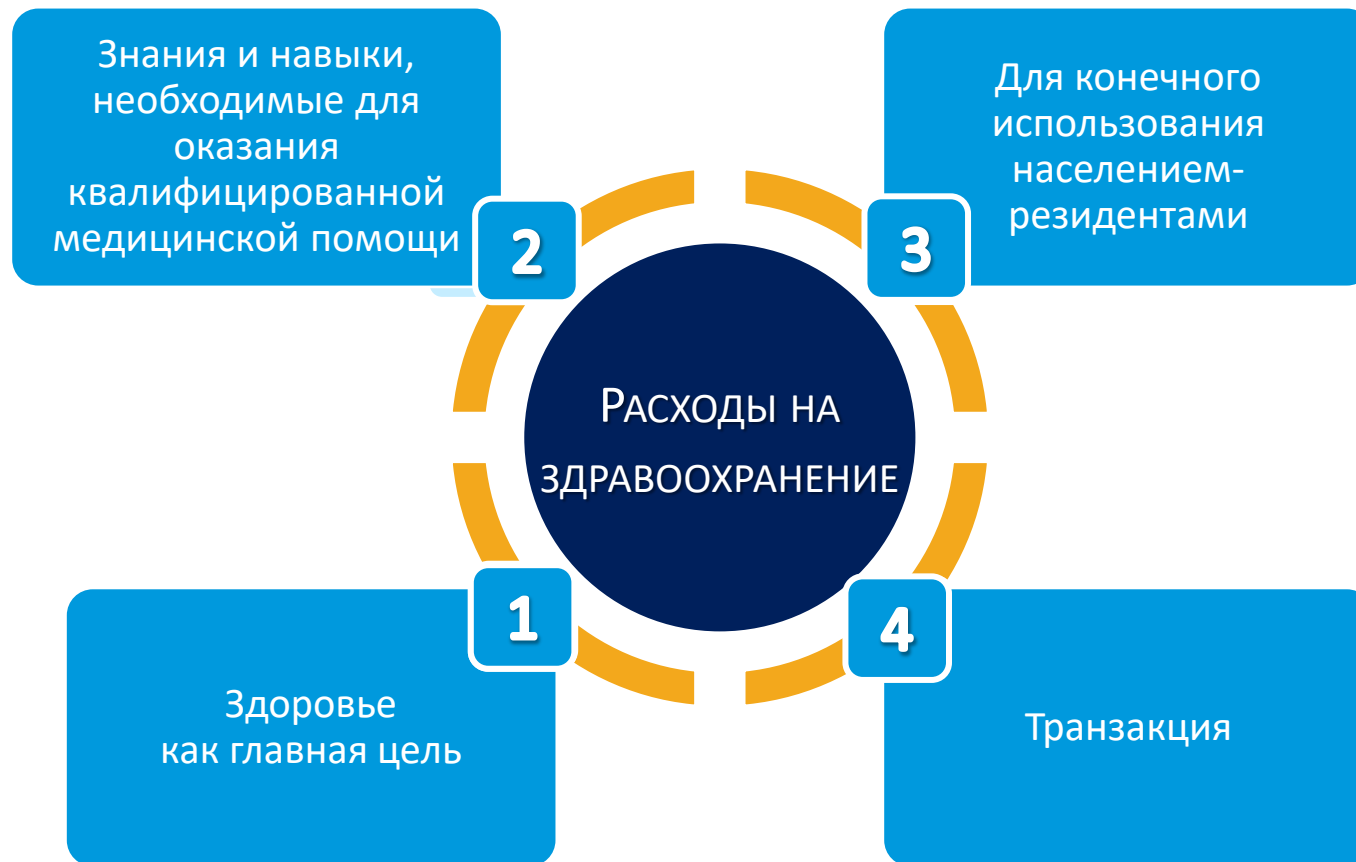 Знания и навыки,
необходимые для
оказания
квалифицированной
медицинской помощи
2
3
Для конечного
использования
населением-
резидентами
Расходы на
здравоохранение
1
Здоровье
как главная цель
4
Транзакция